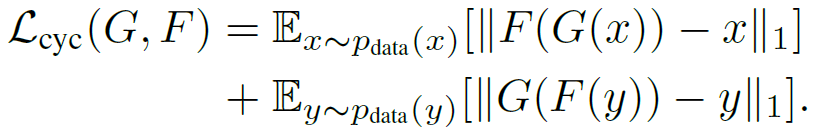 ℒ_cyc(G, F) = 𝔼_{x∼p_data(x)}[‖F(G(x)) − x‖₁]
+ 𝔼_{y∼p_data(y)}[‖G(F(y)) − y‖₁].